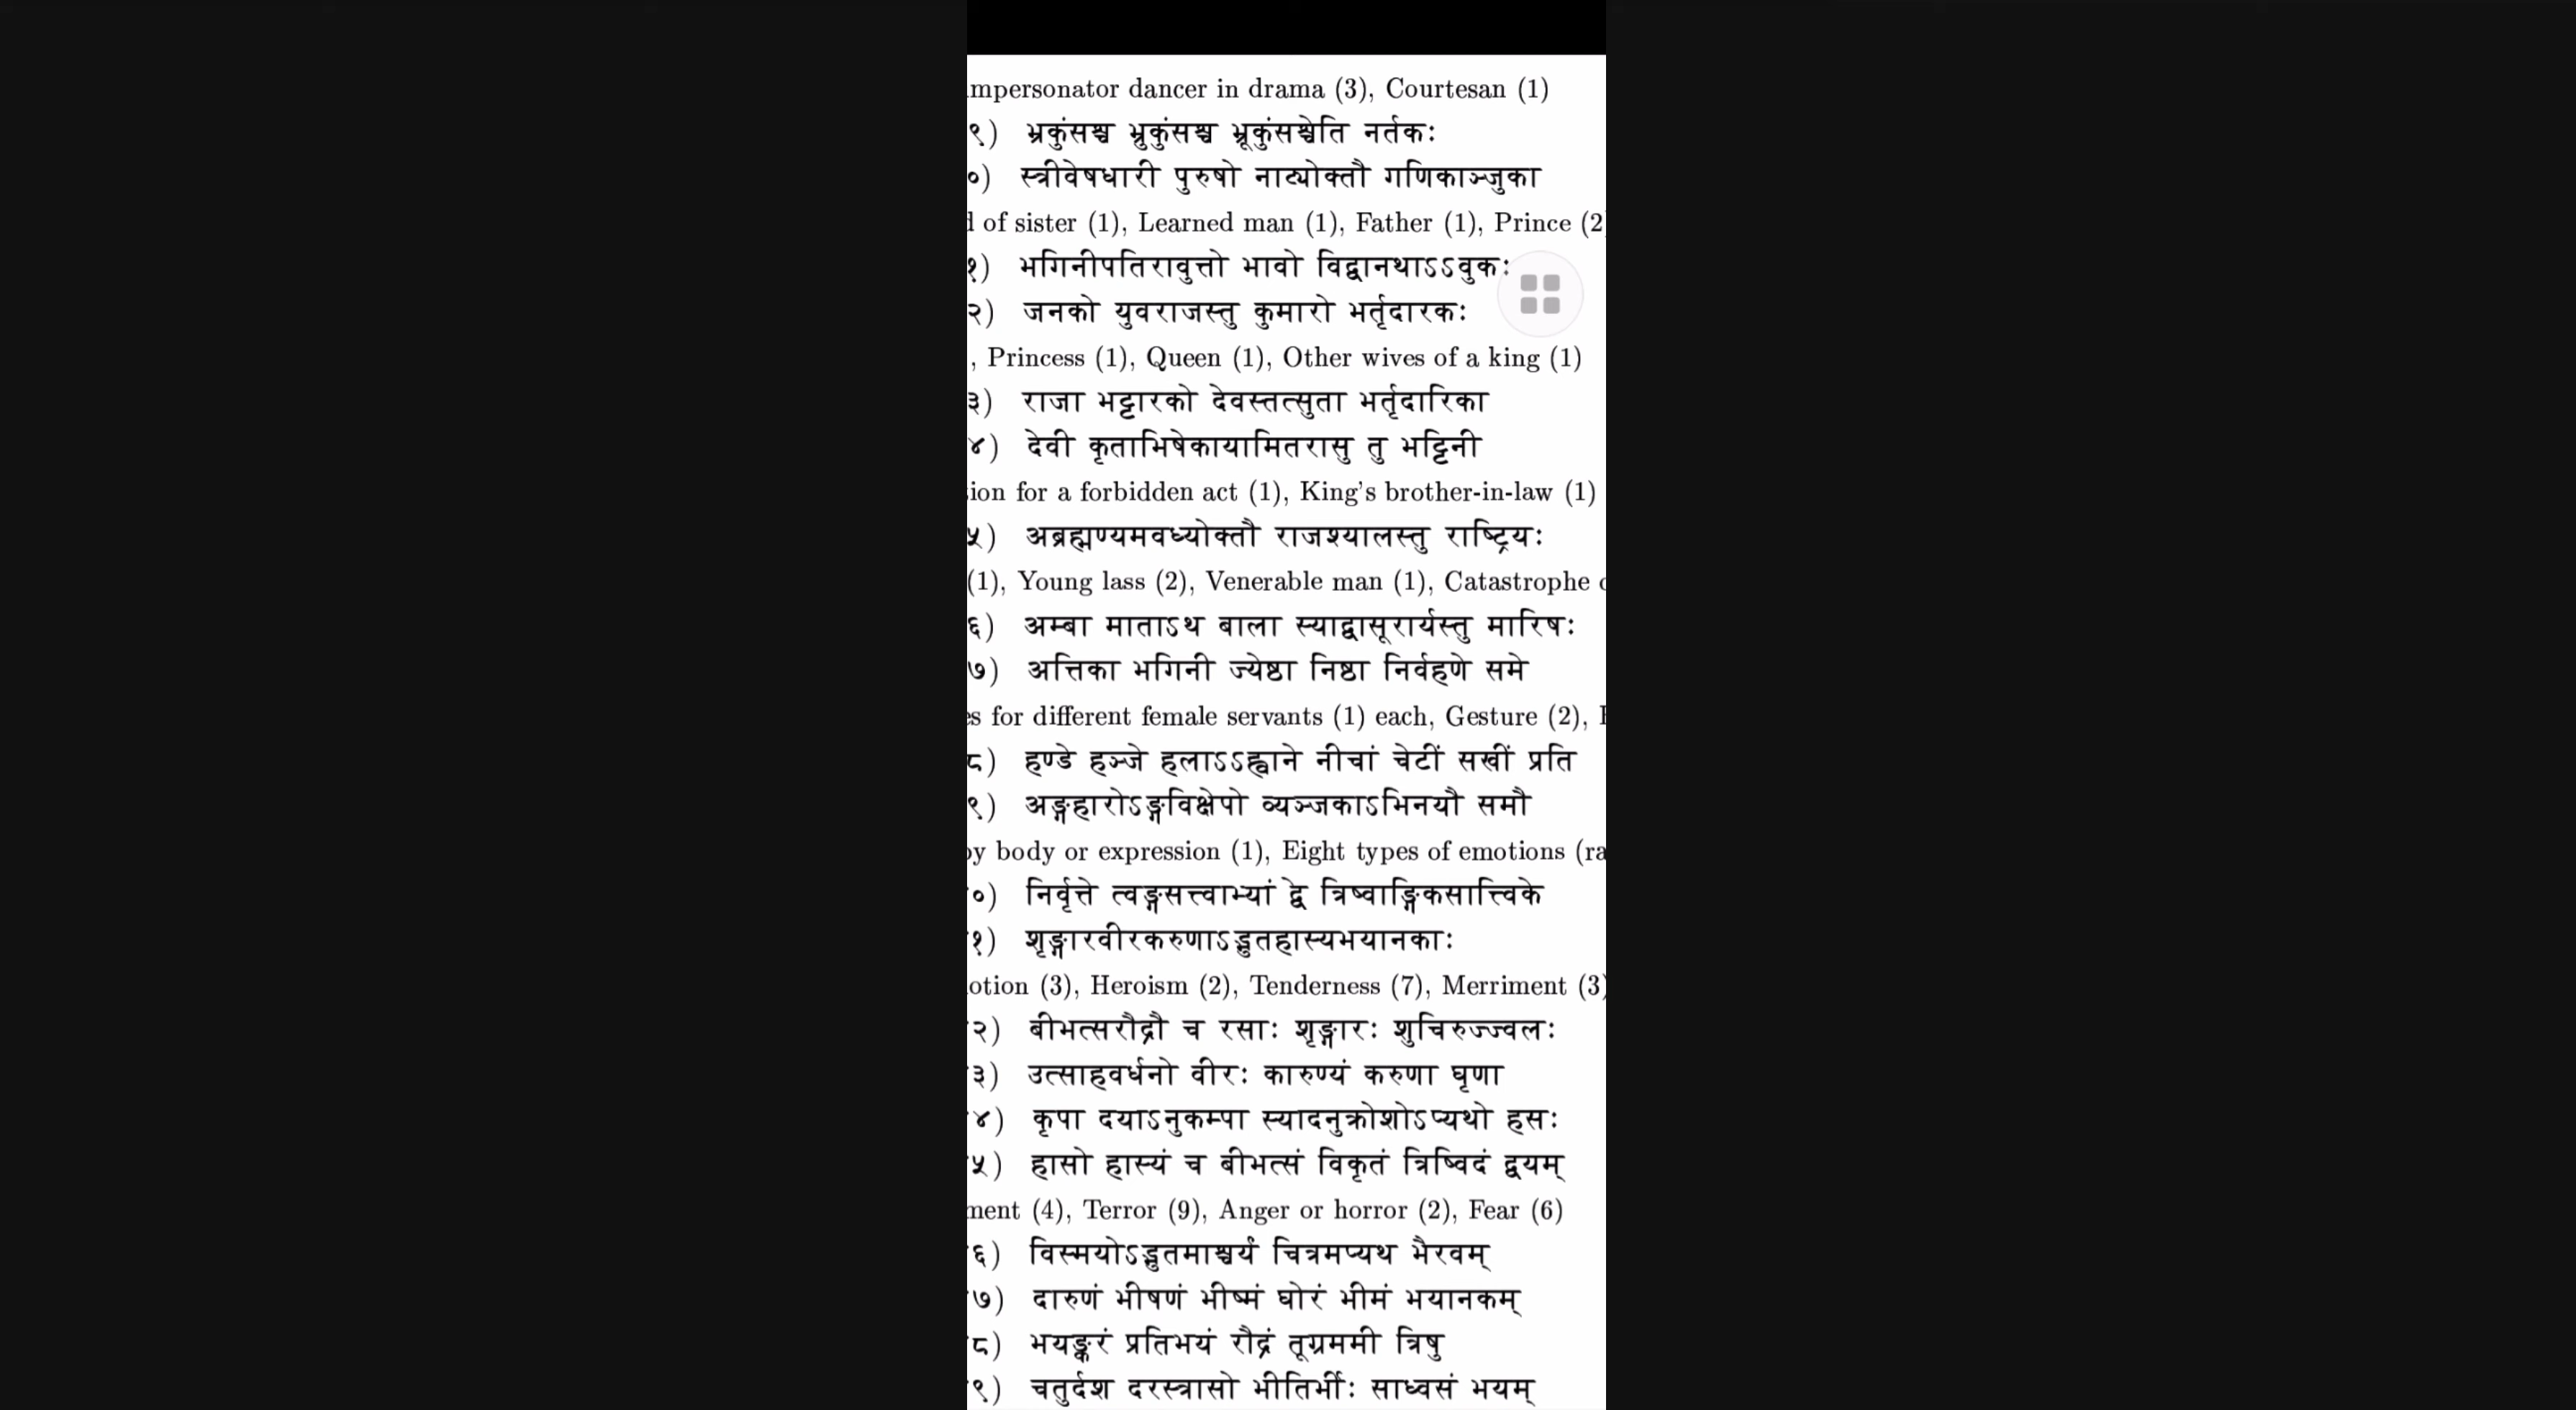 impersonator dancer in drama (3), Courtesan (1)
९) भ्रकुंसश्च भ्रुकुंसश्च भ्रूकुंसश्चेति नर्तकः
०) स्त्रीवेषधारी पुरुषो नाट्योक्तौ गणिकाञ्जुका
of sister (1), Learned man (1), Father (1), Prince (2
१) भगिनीपतिरावुत्तो भावो विद्वानथाऽऽवुकः
२) जनको युवराजस्तु कुमारो भर्तृदारकः
, Princess (1), Queen (1), Other wives of a king (1)
३) राजा भट्टारको देवस्तत्सुता भर्तृदारिका
४) देवी कृताभिषेकायामितरासु तु भट्टिनी
ion for a forbidden act (1), King's brother-in-law (1)
५) अब्रह्मण्यमवध्योक्तौ राजश्यालस्तु राष्ट्रियः
(1), Young lass (2), Venerable man (1), Catastrophe
६) अम्बा माताऽथ बाला स्याद्वासूरार्यस्तु मारिषः
७) अत्तिका भगिनी ज्येष्ठा निष्ठा निर्वहणे समे
es for different female servants (1) each, Gesture (2),
८) हण्डे हञ्जे हलाऽऽह्वाने नीचां चेटीं सखीं प्रति
९) अङ्गहारोऽङ्गविक्षेपो व्यञ्जकाऽभिनयौ समौ
by body or expression (1), Eight types of emotions (ra
०) निर्वृत्ते त्वङ्गसत्त्वाभ्यां द्वे त्रिष्वाङ्गिकसात्त्विके
१) शृङ्गारवीरकरुणाऽद्भुतहास्यभयानकाः
otion (3), Heroism (2), Tenderness (7), Merriment (3)
२) बीभत्सरौद्रौ च रसाः शृङ्गारः शुचिरुज्ज्वलः
३) उत्साहवर्धनो वीरः कारुण्यं करुणा घृणा
४) कृपा दयाऽनुकम्पा स्यादनुक्रोशोऽप्यथो हसः
५) हासो हास्यं च बीभत्सं विकृतं त्रिष्विदं द्वयम्
ment (4), Terror (9), Anger or horror (2), Fear (6)
६) विस्मयोऽद्भुतमाश्चर्यं चित्रमप्यथ भैरवम्
७) दारुणं भीषणं भीष्मं घोरं भीमं भयानकम्
८) भयङ्करं प्रतिभयं रौद्रं तूग्रममी त्रिषु
९) चतुर्दश दरस्त्रासो भीतिर्भीः साध्वसं भयम्